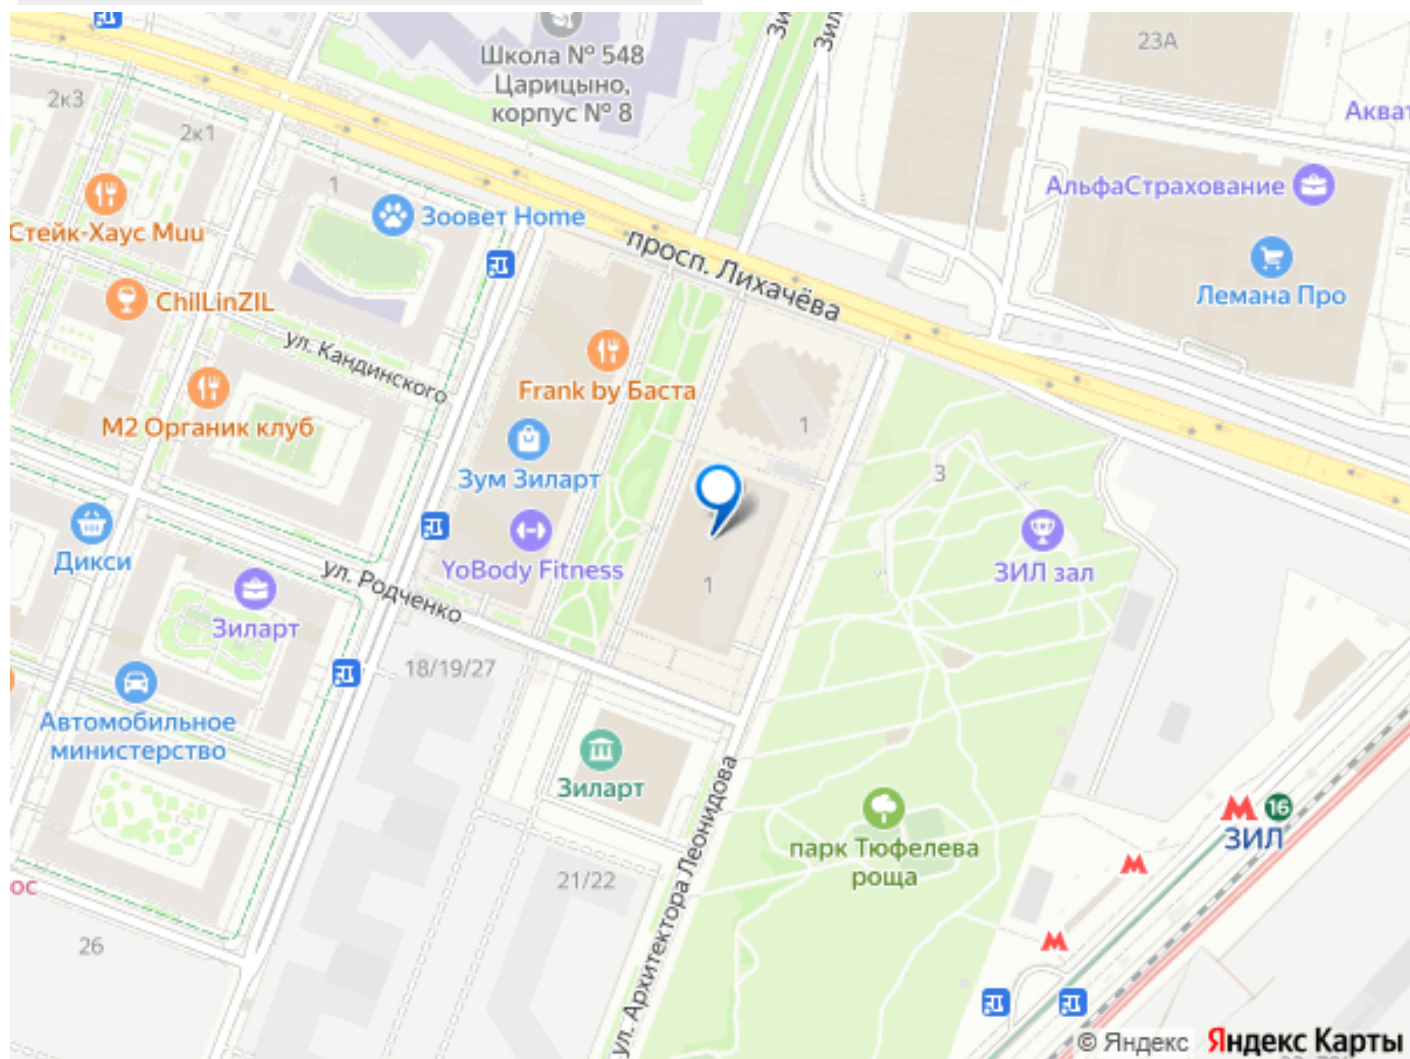 Школа № 548
Царицыно,
корпус № 8
23А
Аква
2к3
2к1
1
АльфаСтрахование
Стейк-Хаус Muu
Зоовет Home
просп. Лихачёва
Лемана Про
ChilLinZIL
ул. Кандинского
Frank by Баста
М2 Органик клуб
1
Зум Зиларт
3
Дикси
YoBody Fitness
ЗИЛ зал
ул. Родченко
1
Зиларт
18/19/27
Автомобильное
министерство
Зиларт
ул. Архитектора Леонидова
парк Тюфелева
роща
16
ЗИЛ
21/22
ос
26
© Яндекс Яндекс Карты